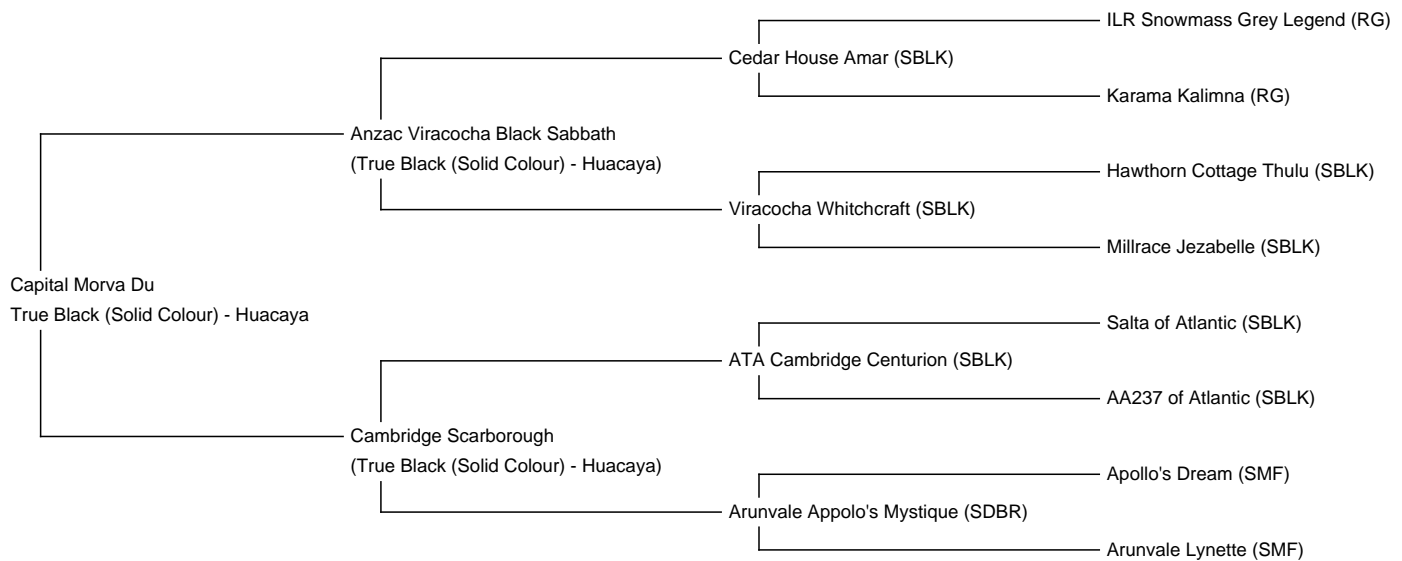 ILR Snowmass Grey Legend (RG)
Cedar House Amar (SBLK)
Karama Kalimna (RG)
Anzac Viracocha Black Sabbath
(True Black (Solid Colour) - Huacaya)
Hawthorn Cottage Thulu (SBLK)
Viracocha Whitchcraft (SBLK)
Millrace Jezabelle (SBLK)
Capital Morva Du
True Black (Solid Colour) - Huacaya
Salta of Atlantic (SBLK)
ATA Cambridge Centurion (SBLK)
AA237 of Atlantic (SBLK)
Cambridge Scarborough
(True Black (Solid Colour) - Huacaya)
Apollo's Dream (SMF)
Arunvale Appolo's Mystique (SDBR)
Arunvale Lynette (SMF)